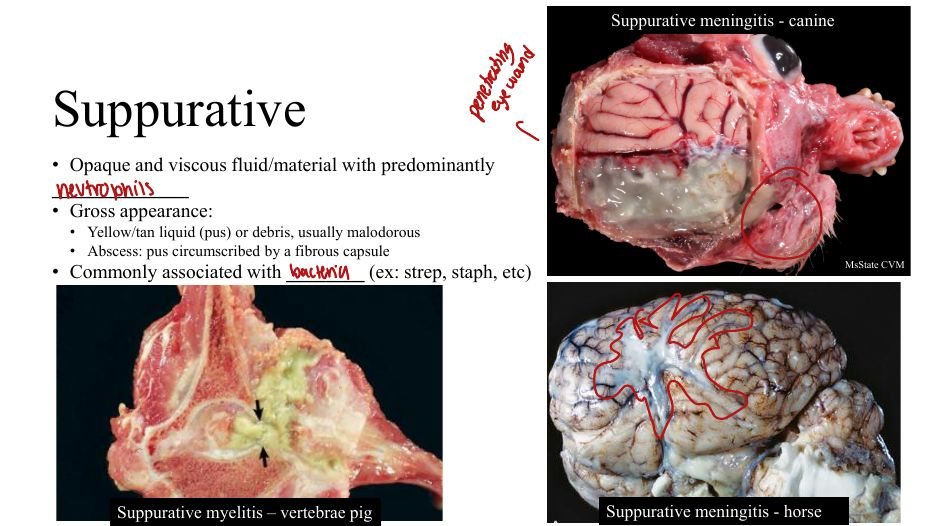 Suppurative meningitis - canine
penetrating
eye wound
Suppurative
• Opaque and viscous fluid/material with predominantly
neutrophils
• Gross appearance:
• Yellow/tan liquid (pus) or debris, usually malodorous
• Abscess: pus circumscribed by a fibrous capsule
• Commonly associated with bacteria (ex: strep, staph, etc)
MsState CVM
Suppurative myelitis – vertebrae pig
Suppurative meningitis - horse